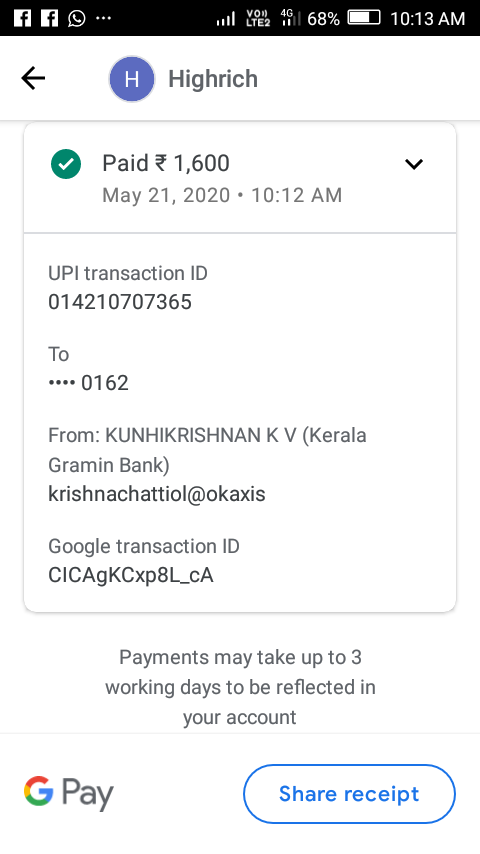 VO)) LTE2 4G 68% 10:13 AM
H Highrich
Paid ₹ 1,600
May 21, 2020 • 10:12 AM
UPI transaction ID
014210707365
To
•••• 0162
From: KUNHIKRISHNAN K V (Kerala
Gramin Bank)
krishnachattiol@okaxis
Google transaction ID
CICAgKCxp8L_cA
Payments may take up to 3
working days to be reflected in
your account
G Pay
Share receipt